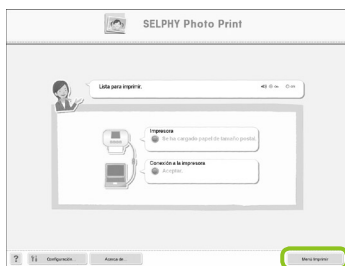 SELPHY Photo Print
Lista para imprimir.
Impresora
Se ha cargado papel de tamaño postal.
Conexión a la impresora
Aceptar.
? Configuración... Acerca de... Menú Imprimir